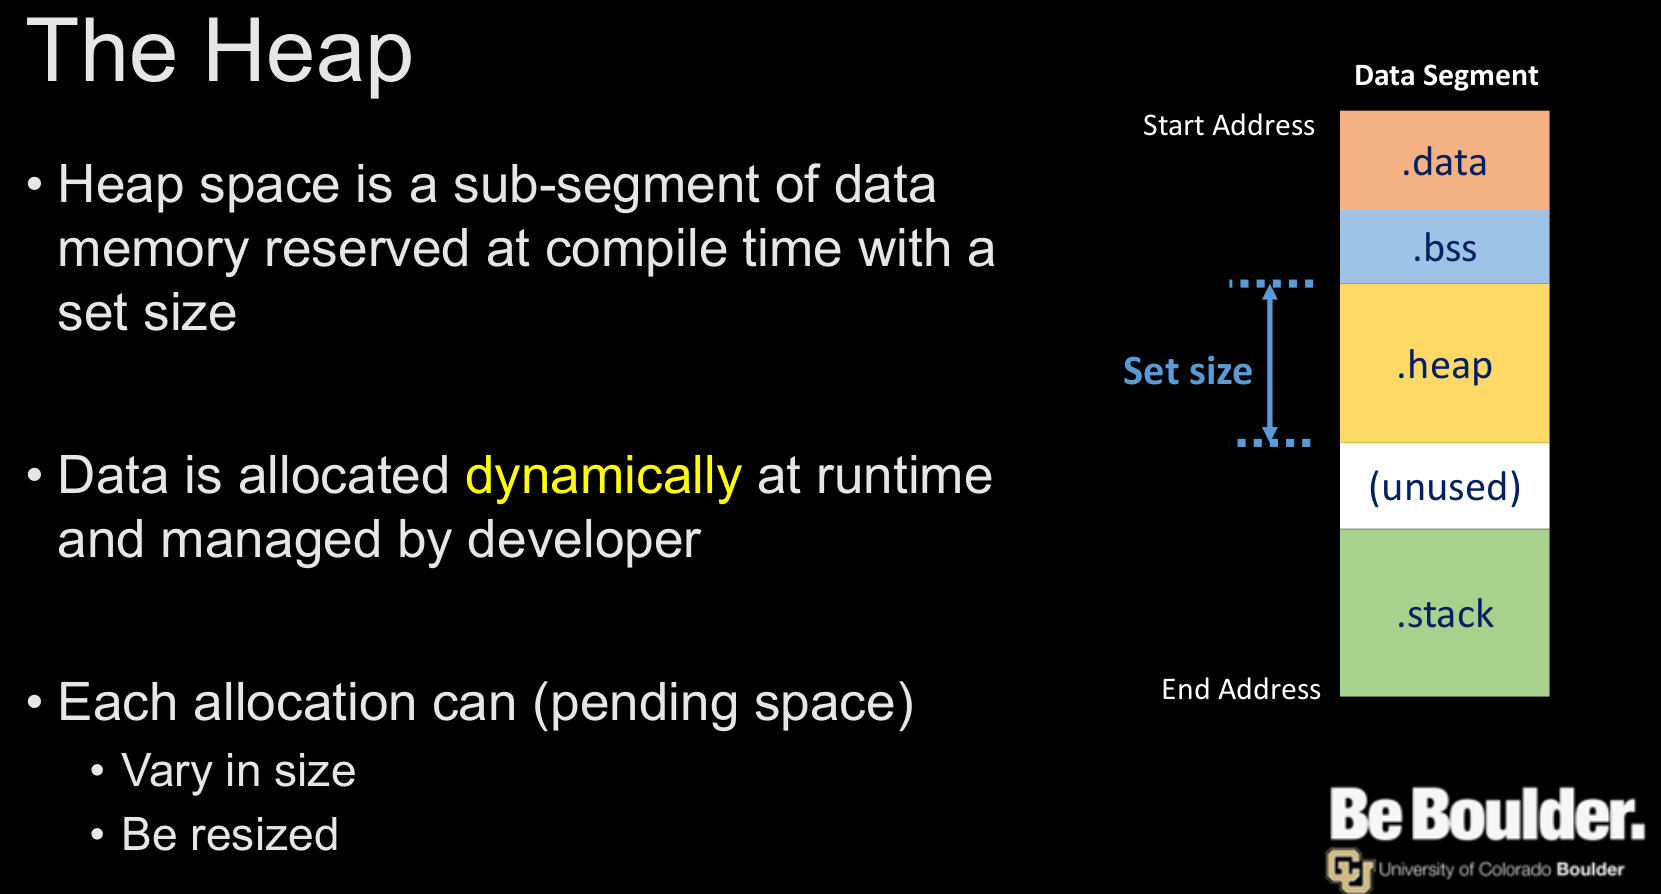 The Heap
• Heap space is a sub-segment of data
memory reserved at compile time with a
set size
• Data is allocated dynamically at runtime
and managed by developer
• Each allocation can (pending space)
• Vary in size
• Be resized
Data Segment
Start Address
.data
.bss
Set size
.heap
(unused)
.stack
End Address
Be Boulder.
CU
University of Colorado Boulder